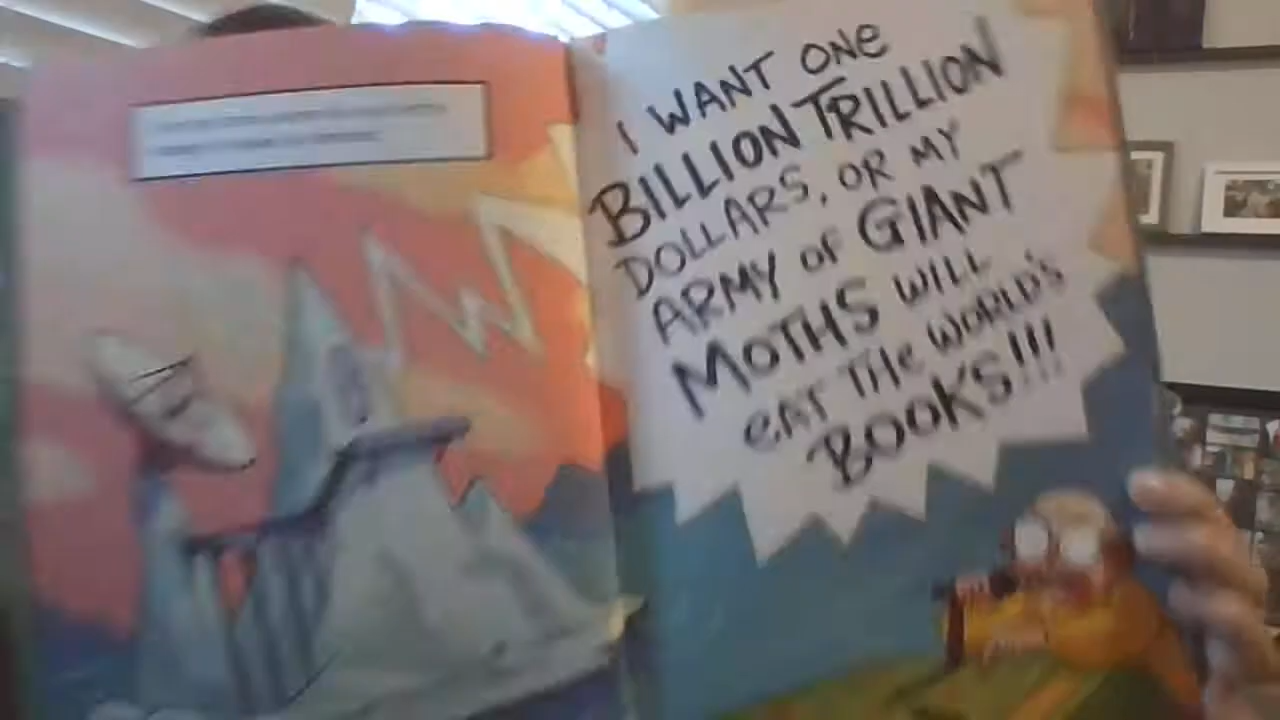 I WANT ONE
BILLION TRILLION
DOLLARS, OR MY
ARMY OF GIANT
MOTHS WILL
EAT THE WORLD'S
BOOKS!!!